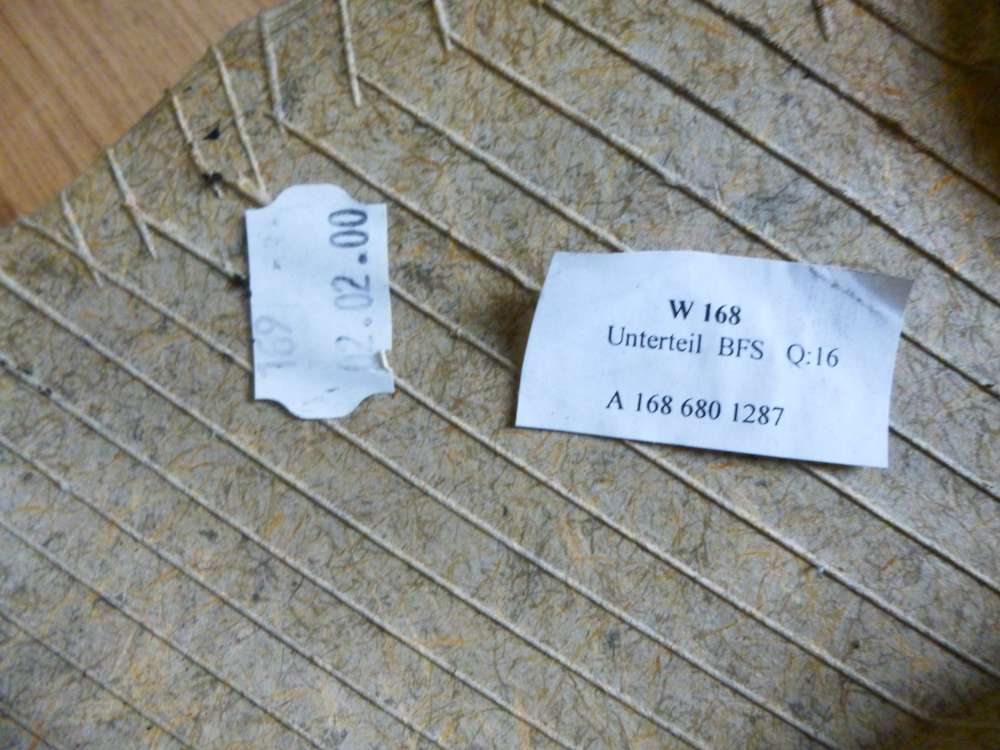 02.02.00
169
W 168
Unterteil BFS Q:16
A 168 680 1287